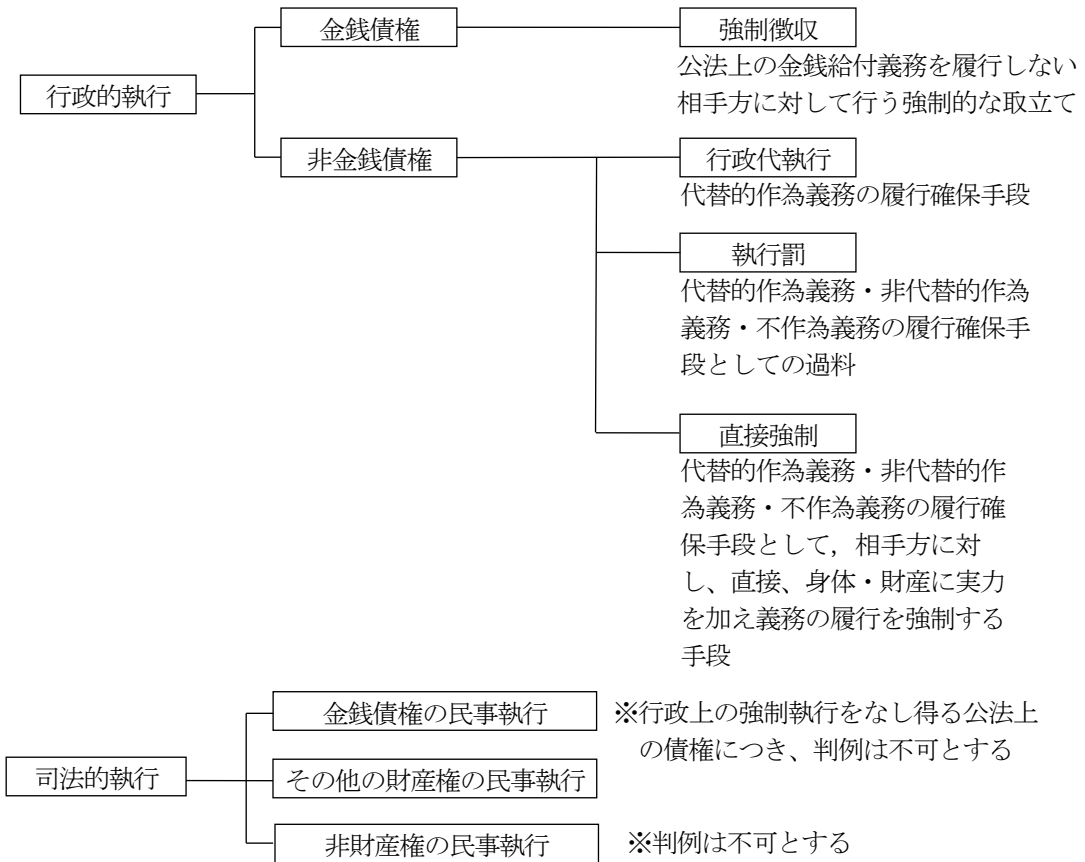 金銭債権
強制徴収
公法上の金銭給付義務を履行しない
相手方に対して行う強制的な取立て
行政的執行
非金銭債権
行政代執行
代替的作為義務の履行確保手段
執行罰
代替的作為義務・非代替的作為
義務・不作為義務の履行確保手
段としての過料
直接強制
代替的作為義務・非代替的作
為義務・不作為義務の履行確
保手段として，相手方に対
し、直接、身体・財産に実力
を加え義務の履行を強制する
手段
金銭債権の民事執行
※行政上の強制執行をなし得る公法上
の債権につき、判例は不可とする
司法的執行
その他の財産権の民事執行
非財産権の民事執行
※判例は不可とする